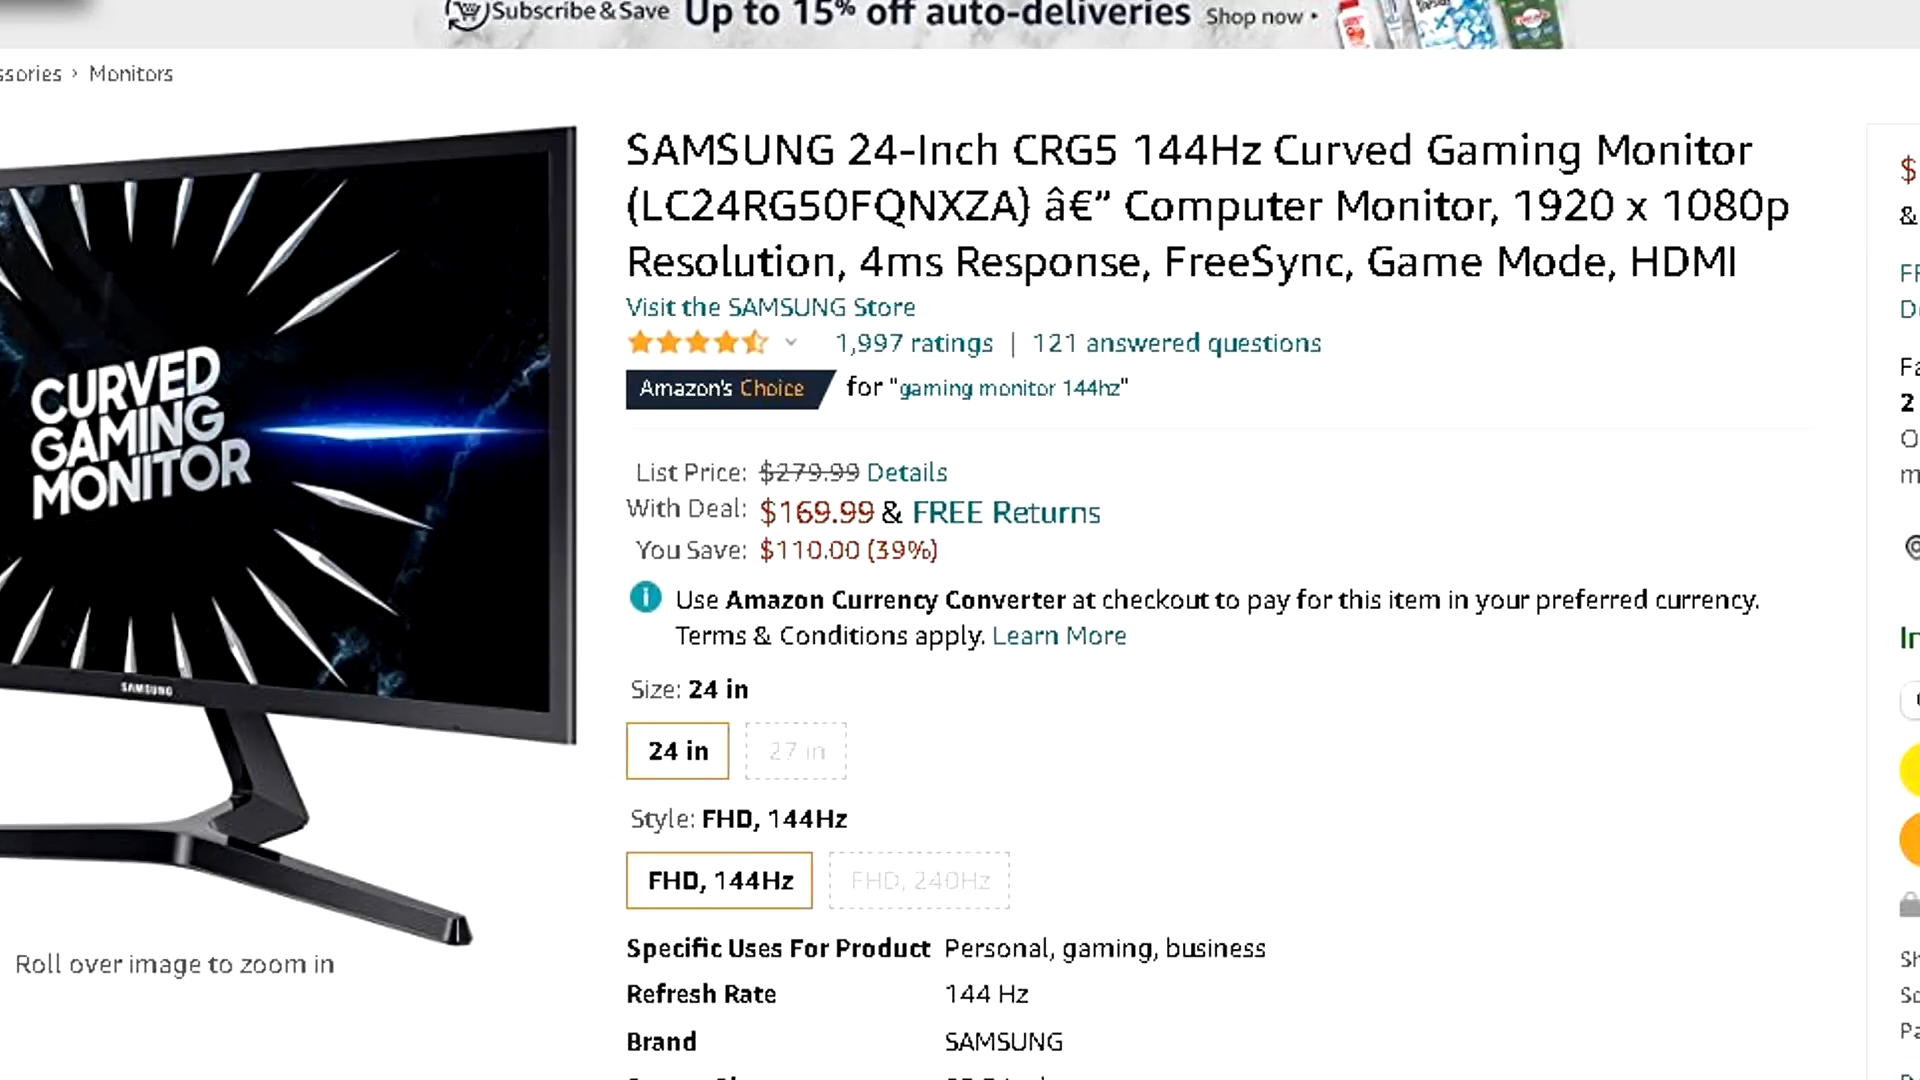 Subscribe & Save Up to 15% off auto-deliveries Shop now
ssories › Monitors
SAMSUNG 24-Inch CRG5 144Hz Curved Gaming Monitor
(LC24RG50FQNXZA) â€” Computer Monitor, 1920 x 1080p
Resolution, 4ms Response, FreeSync, Game Mode, HDMI
Visit the SAMSUNG Store
1,997 ratings | 121 answered questions
Amazon's Choice for "gaming monitor 144hz"
CURVED
GAMING
MONITOR
SAMSUNG
Roll over image to zoom in
List Price: $279.99 Details
With Deal: $169.99 & FREE Returns
You Save: $110.00 (39%)
Use Amazon Currency Converter at checkout to pay for this item in your preferred currency.
Terms & Conditions apply. Learn More
Size: 24 in
24 in 27 in
Style: FHD, 144Hz
FHD, 144Hz FHD, 240Hz
Specific Uses For Product Personal, gaming, business
Refresh Rate 144 Hz
Brand SAMSUNG
$
&
2